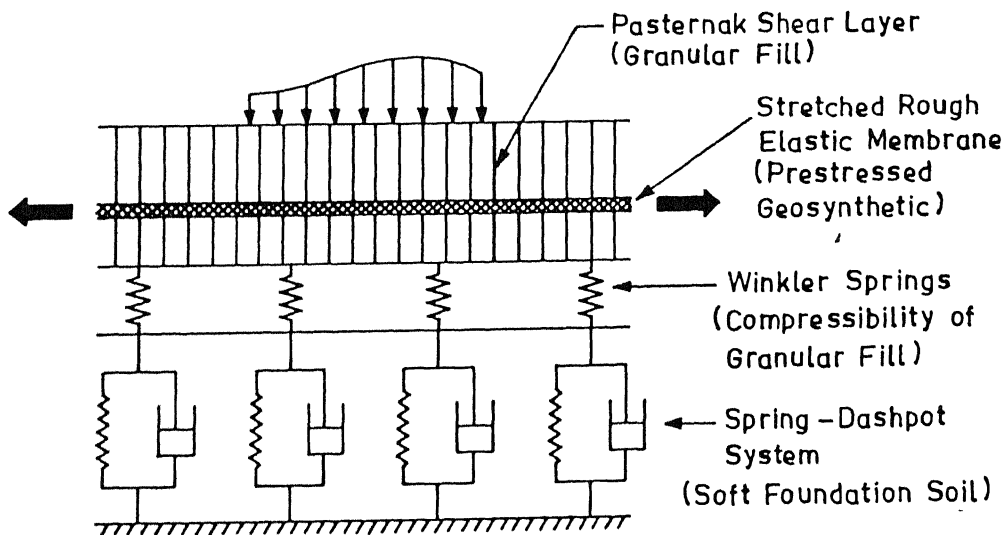 Pasternak Shear Layer
(Granular Fill)
Stretched Rough
Elastic Membrane
(Prestressed
Geosynthetic)
Winkler Springs
(Compressibility of
Granular Fill)
Spring-Dashpot
System
(Soft Foundation Soil)